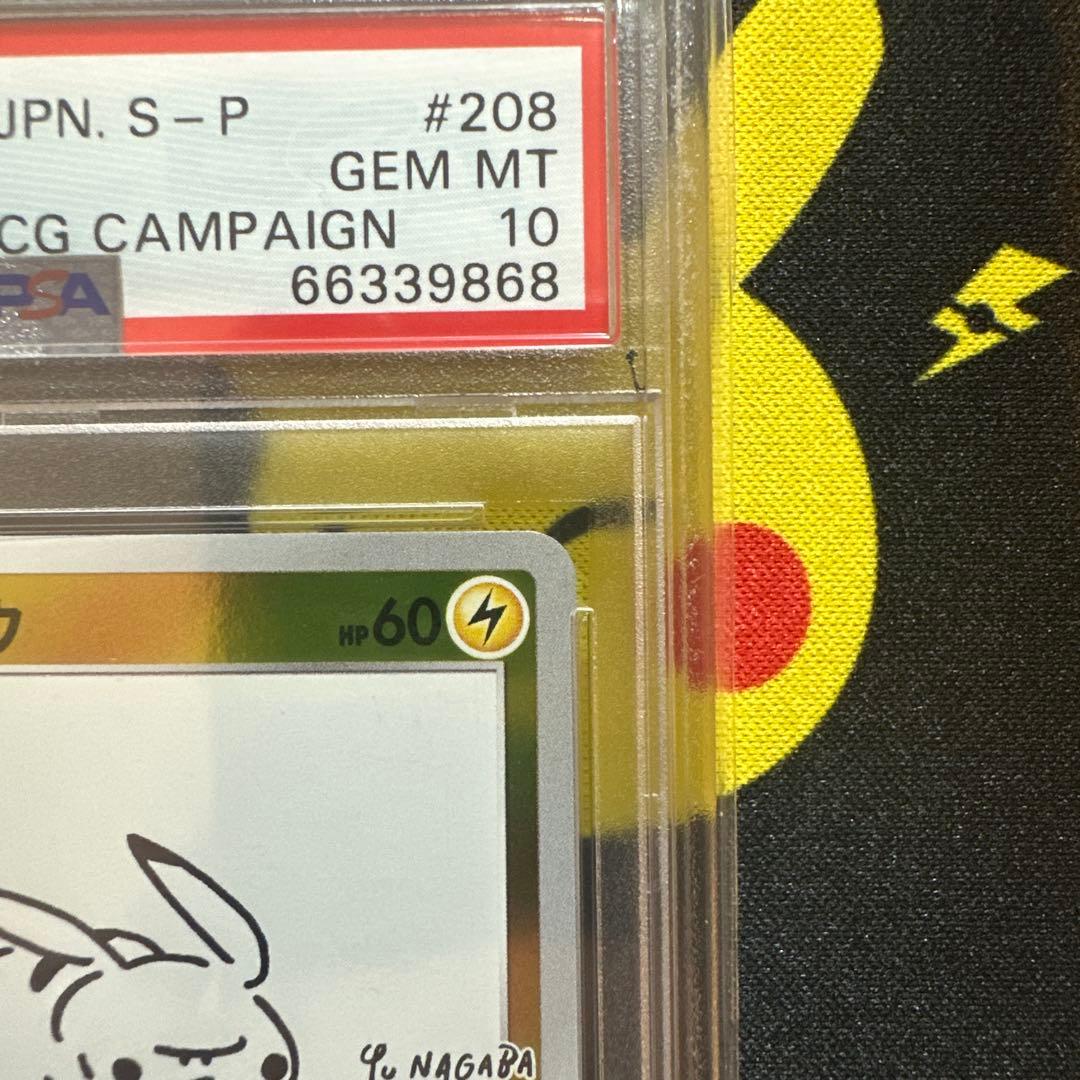 JPN. S-P #208
GEM MT
CG CAMPAIGN 10
PSA 66339868
HP60
Yu NAGABA